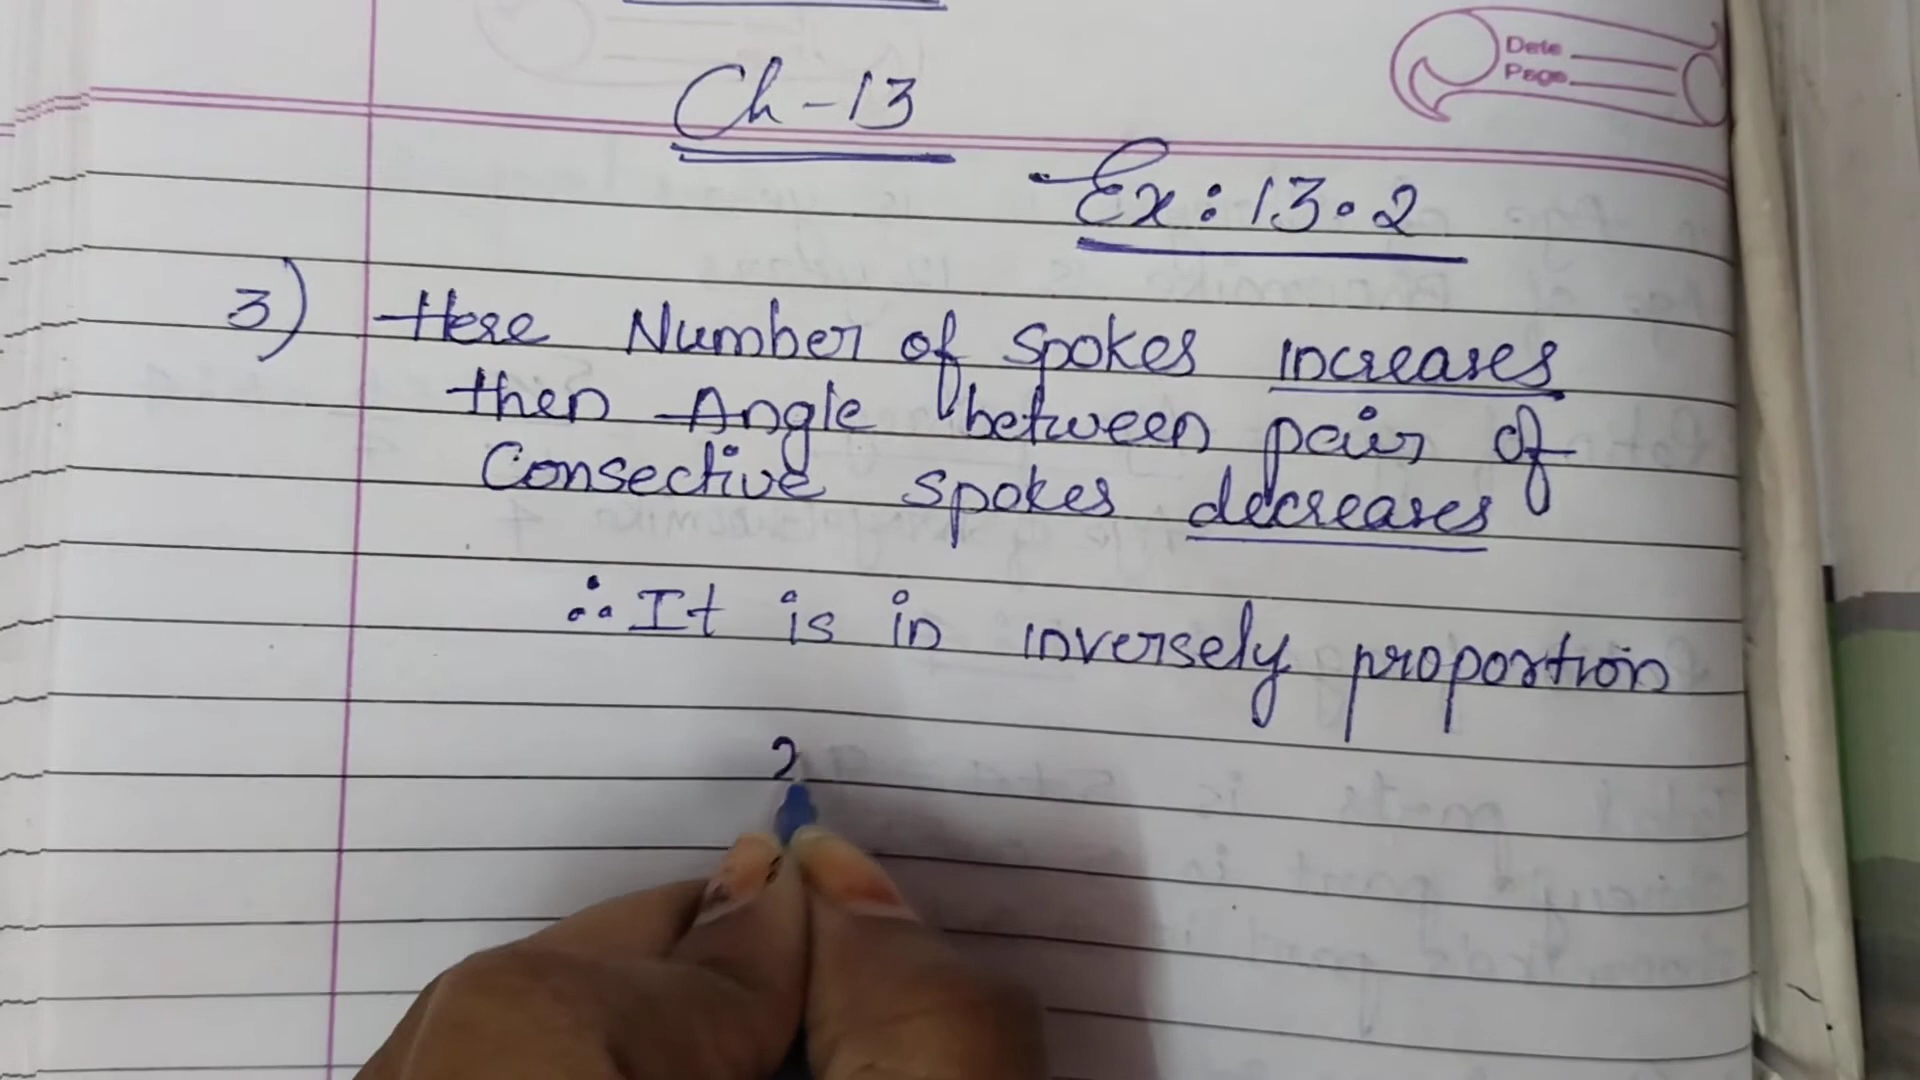 Date
Page
Ch-13
Ex: 13.2
3) Here Number of spokes increases
then Angle between pair of
Consective spokes decreases
∴ It is in inversely proportion
2